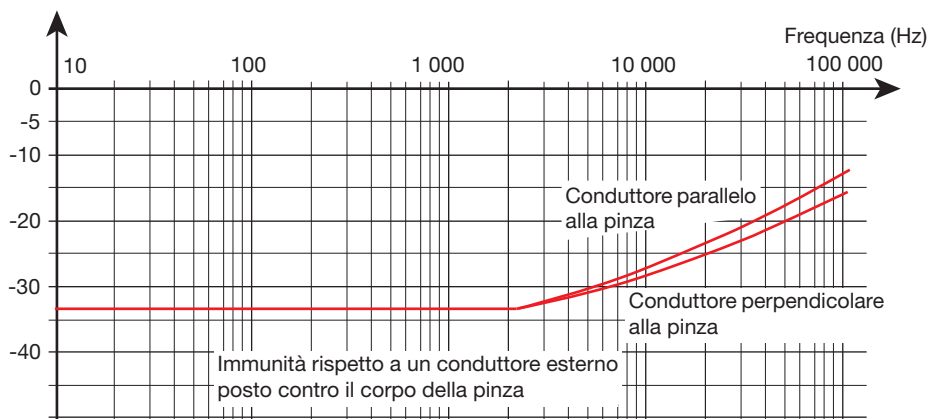 Frequenza (Hz)
10 100 1 000 10 000 100 000
0
-5
-10
-20
-30
-40
Conduttore parallelo
alla pinza
Conduttore perpendicolare
alla pinza
Immunità rispetto a un conduttore esterno
posto contro il corpo della pinza